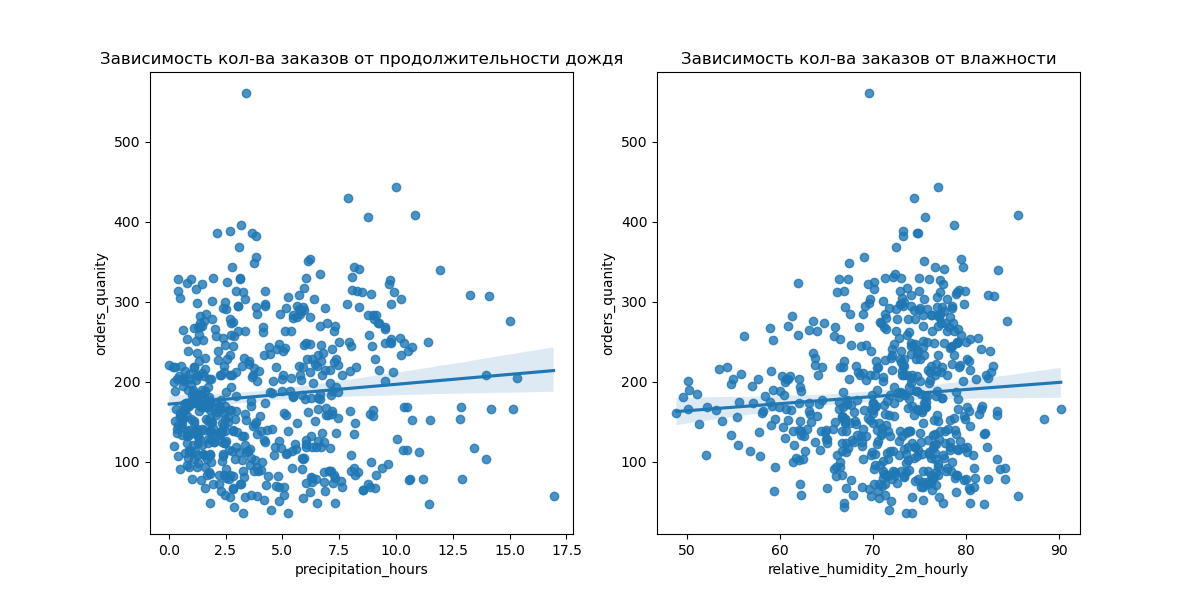 Зависимость кол-ва заказов от продолжительности дождя
Зависимость кол-ва заказов от влажности
500
400
300
200
100
orders_quanity
0.0 2.5 5.0 7.5 10.0 12.5 15.0 17.5
precipitation_hours
500
400
300
200
100
orders_quanity
50 60 70 80 90
relative_humidity_2m_hourly